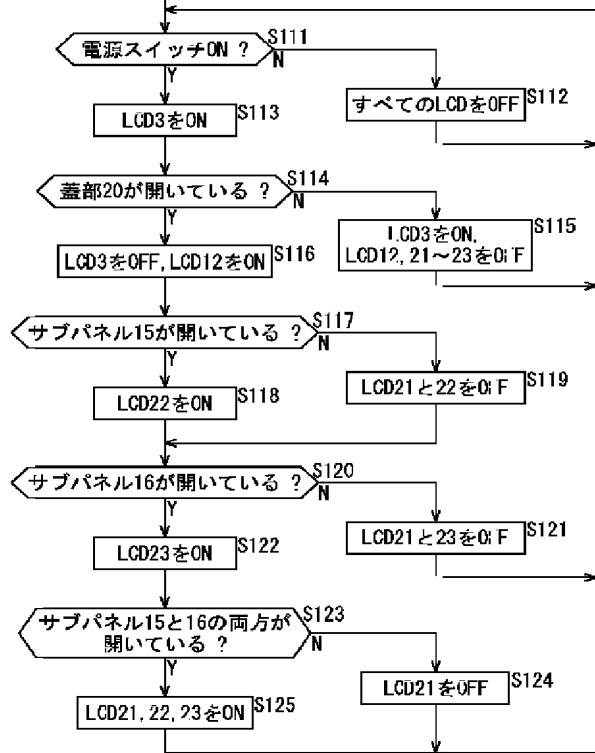 電源スイッチON ?
S111
Y
N
すべてのLCDをOFF
S112
LCD3をON
S113
蓋部20が開いている ?
S114
Y
N
LCD3をON,
LCD12, 21～23をOFF
S115
LCD3をOFF, LCD12をON
S116
サブパネル15が開いている ?
S117
Y
N
LCD22をON
S118
LCD21と22をOFF
S119
サブパネル16が開いている ?
S120
Y
N
LCD21と23をOFF
S121
LCD23をON
S122
サブパネル15と16の両方が
開いている ?
S123
Y
N
LCD21をOFF
S124
LCD21, 22, 23をON
S125